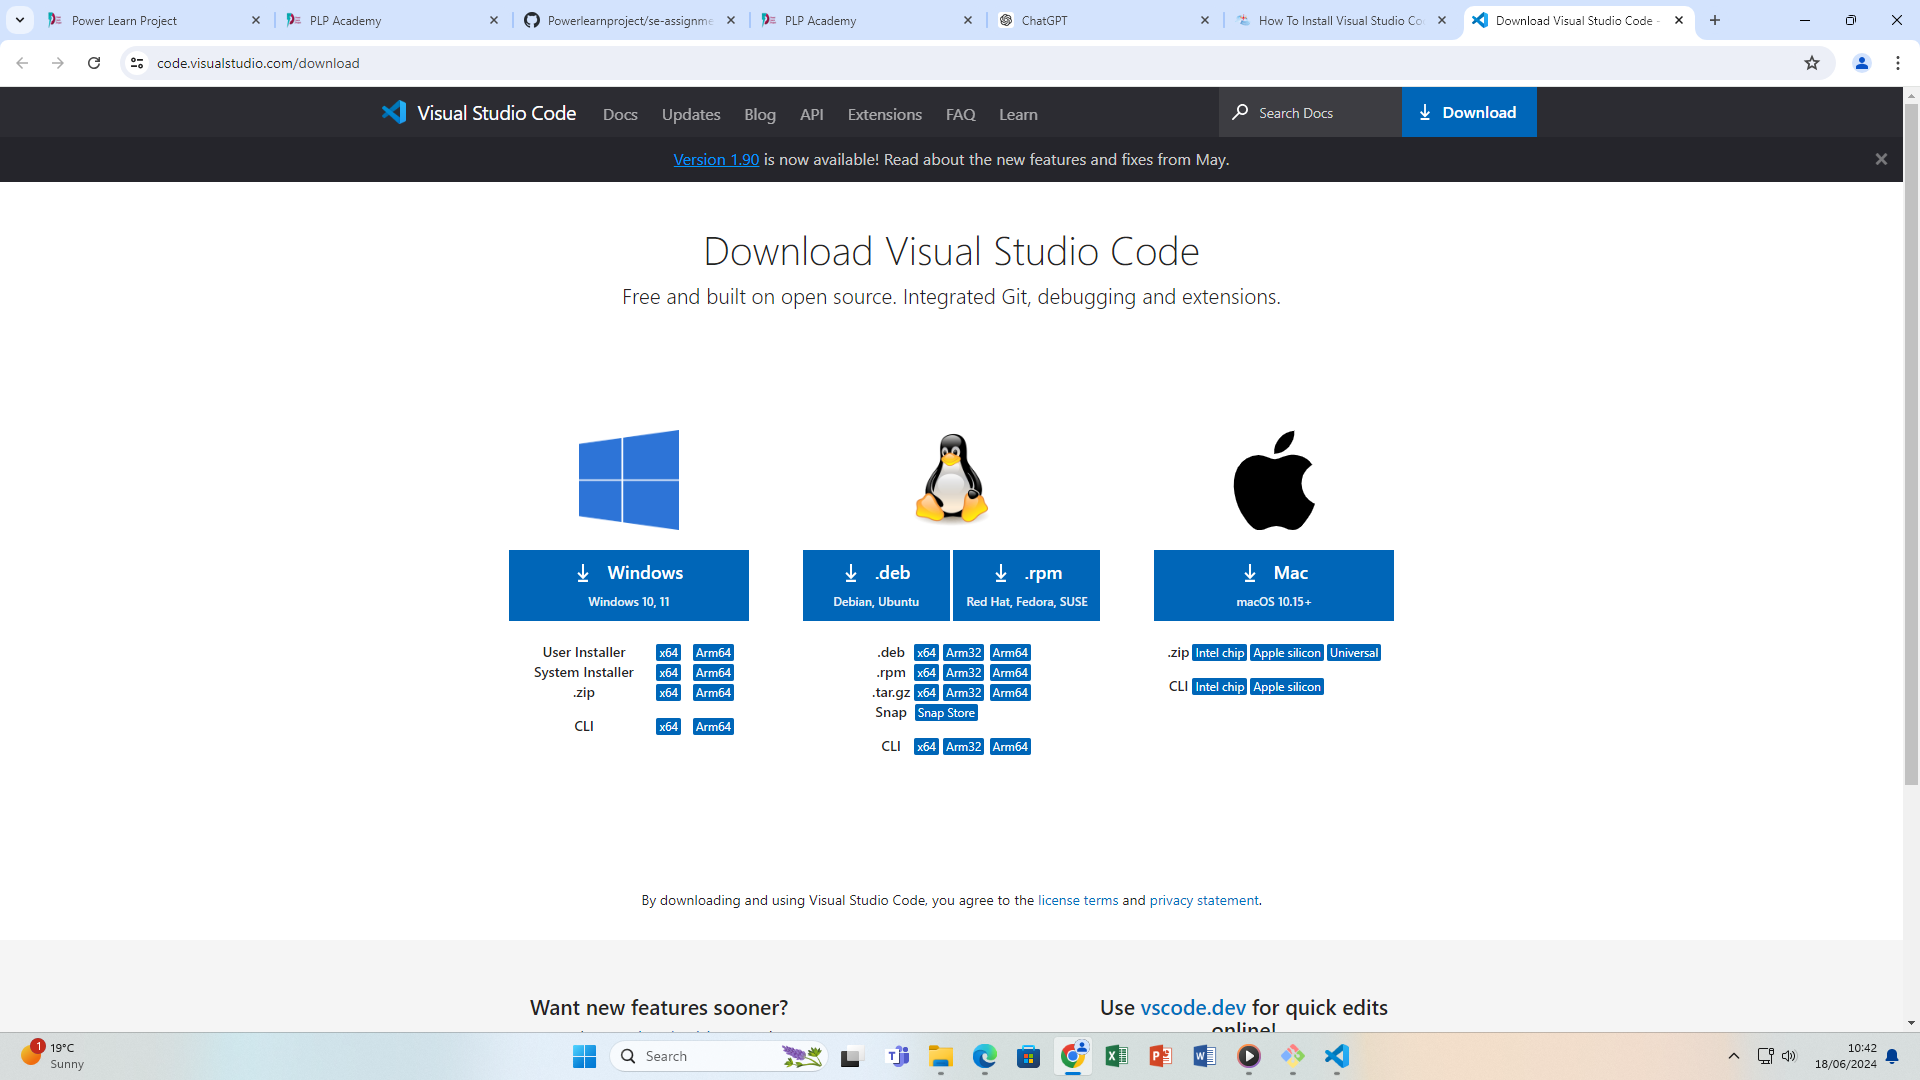 Power Learn Project
PLP Academy
Powerlearnproject/se-assignme
PLP Academy
ChatGPT
How To Install Visual Studio Co
Download Visual Studio Code -
code.visualstudio.com/download
Visual Studio Code
Docs
Updates
Blog
API
Extensions
FAQ
Learn
Search Docs
Download
Version 1.90 is now available! Read about the new features and fixes from May.
Download Visual Studio Code
Free and built on open source. Integrated Git, debugging and extensions.
Windows
Windows 10, 11
.deb
Debian, Ubuntu
.rpm
Red Hat, Fedora, SUSE
Mac
macOS 10.15+
User Installer x64 Arm64
System Installer x64 Arm64
.zip x64 Arm64
CLI x64 Arm64
.deb x64 Arm32 Arm64
.rpm x64 Arm32 Arm64
.tar.gz x64 Arm32 Arm64
Snap Snap Store
CLI x64 Arm32 Arm64
.zip Intel chip Apple silicon Universal
CLI Intel chip Apple silicon
By downloading and using Visual Studio Code, you agree to the license terms and privacy statement.
Want new features sooner?
Use vscode.dev for quick edits
online!
1
19°C
Sunny
Search
10:42
18/06/2024